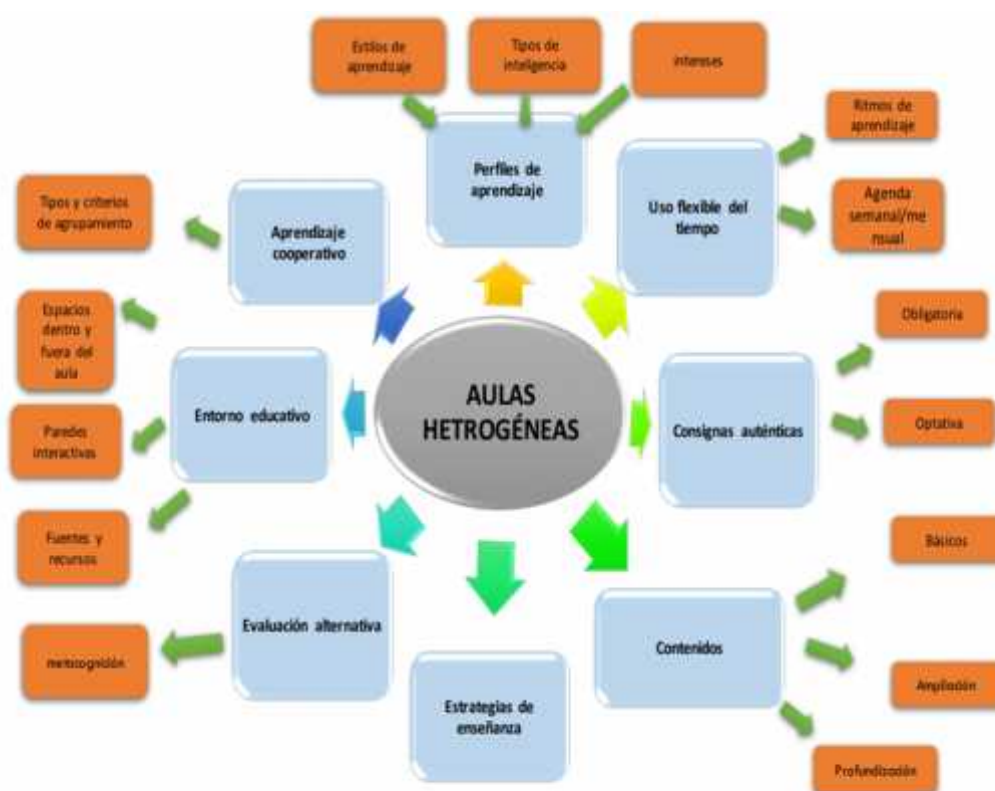 Estilos de
aprendizaje
Tipos de
inteligencia
intereses
Ritmos de
aprendizaje
Perfiles de
aprendizaje
Uso flexible del
tiempo
Agenda
semanal/me
nsual
Tipos y criterios
de agrupamiento
Aprendizaje
cooperativo
Espacios
dentro y
fuera del
aula
Obligatoria
Entorno educativo
AULAS
HETROGÉNEAS
Consignas auténticas
Optativa
Paredes
interactivas
Fuentes y
recursos
Básicos
Evaluación alternativa
Contenidos
metacognición
Estrategias de
enseñanza
Ampliación
Profundización